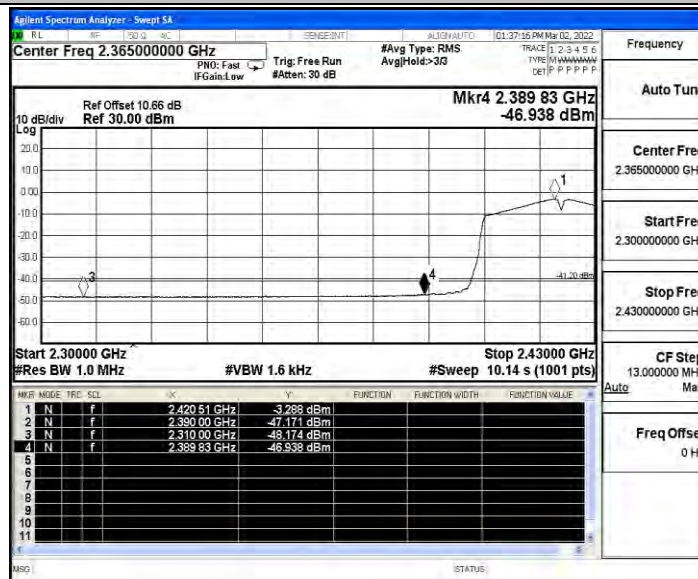 Agilent Spectrum Analyzer - Swept SA
RL RF 50 Ω AC SENSE:INT ALIGNAUTO 01:37:16 PM Mar 02, 2022
Center Freq 2.365000000 GHz
PNO: Fast
IFGain:Low
Trig: Free Run
#Atten: 30 dB
#Avg Type: RMS
Avg|Hold:>3/3
TRACE 1 2 3 4 5 6
TYPE M WWWWW
DET P P P P P P
Ref Offset 10.66 dB
10 dB/div Ref 30.00 dBm
Log
Mkr4 2.389 83 GHz
-46.938 dBm
20.0
10.0
0.00
-10.0
-20.0
-30.0
-40.0
-50.0
-60.0
1
3
4
-41.20 dBm
Start 2.30000 GHz Stop 2.43000 GHz
#Res BW 1.0 MHz #VBW 1.6 kHz #Sweep 10.14 s (1001 pts)
MKR MODE TRC SCL X Y FUNCTION FUNCTION WIDTH FUNCTION VALUE
1 N f 2.420 51 GHz -3.288 dBm
2 N f 2.390 00 GHz -47.171 dBm
3 N f 2.310 00 GHz -48.174 dBm
4 N f 2.389 83 GHz -46.938 dBm
5
6
7
8
9
10
11
MSG STATUS
Frequency
Auto Tun
Center Fre
2.365000000 GH
Start Fre
2.300000000 GH
Stop Fre
2.430000000 GH
CF Step
13.000000 MH
Auto Ma
Freq Offse
0 H